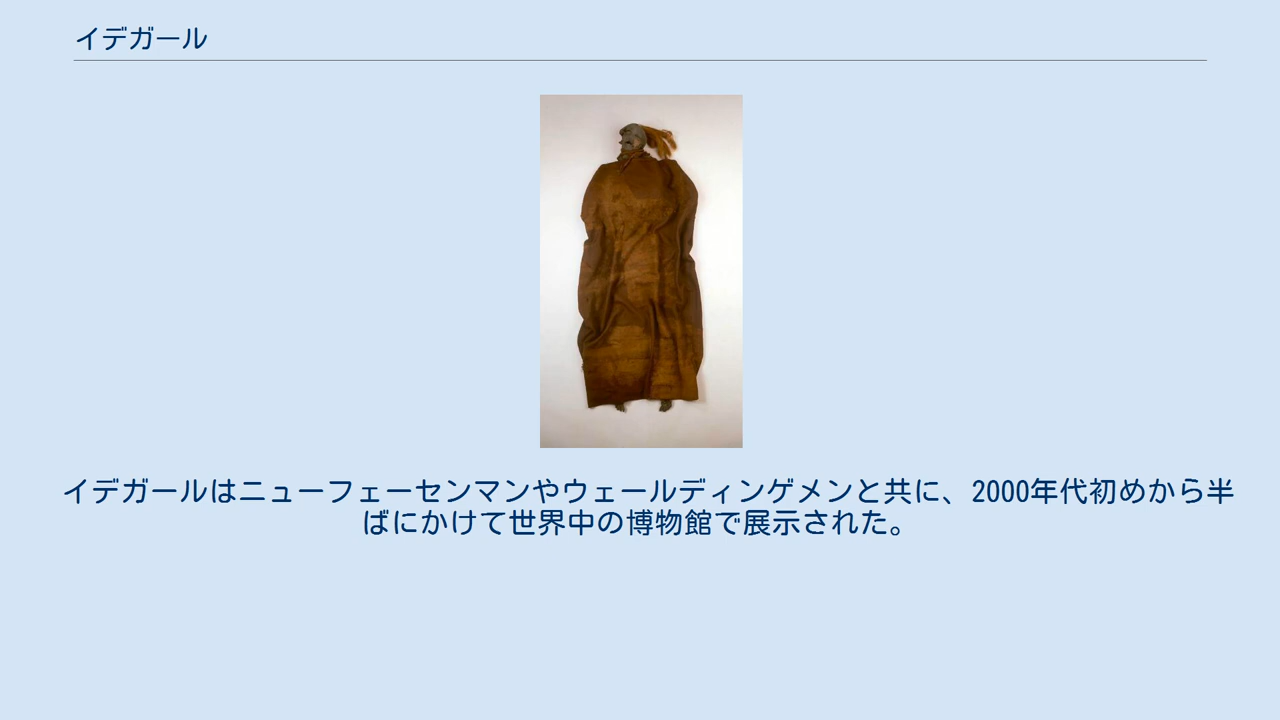 イデガール
イデガールはニューフェーセンマンやウェールディンゲメンと共に、2000年代初めから半
ばにかけて世界中の博物館で展示された。